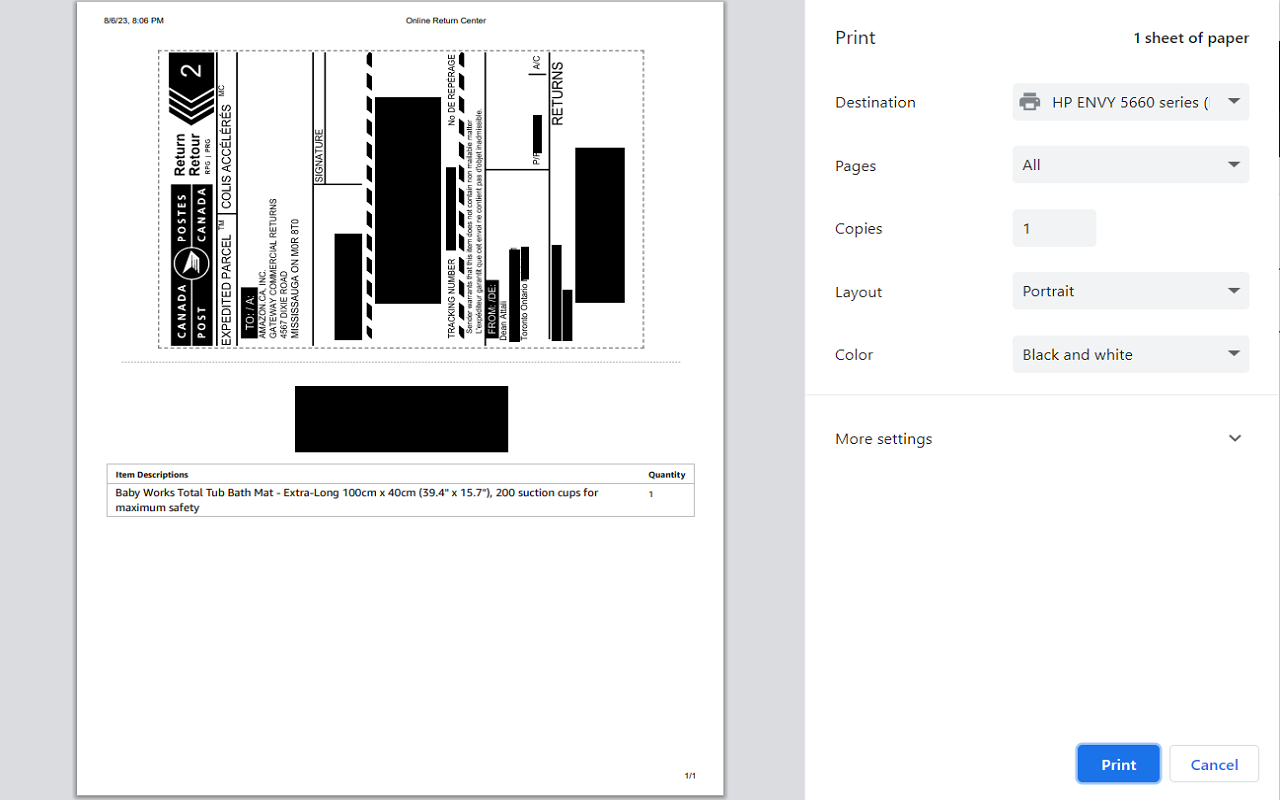 8/6/23, 8:06 PM
Online Return Center
CANADA POSTES
POST CANADA
Return
Retour
RPG | PRG
2
EXPEDITED PARCEL TM
COLIS ACCÉLÉRÉS MC
TO: / A:
AMAZON.CA, INC.
GATEWAY COMMERCIAL RETURNS
4567 DIXIE ROAD
MISSISSAUGA ON M0R 8T0
SIGNATURE
TRACKING NUMBER
No DE REPÉRAGE
Sender warrants that this item does not contain non mailable matter
L'expéditeur garantit que cet envoi ne contient pas d'objet inadmissible.
FROM: /DE:
Dean Attali
Toronto Ontario
A/C
RETURNS
Item Descriptions Quantity
Baby Works Total Tub Bath Mat - Extra-Long 100cm x 40cm (39.4" x 15.7"), 200 suction cups for 1
maximum safety
1/1
Print
1 sheet of paper
Destination
HP ENVY 5660 series (
Pages
All
Copies
1
Layout
Portrait
Color
Black and white
More settings
Print
Cancel